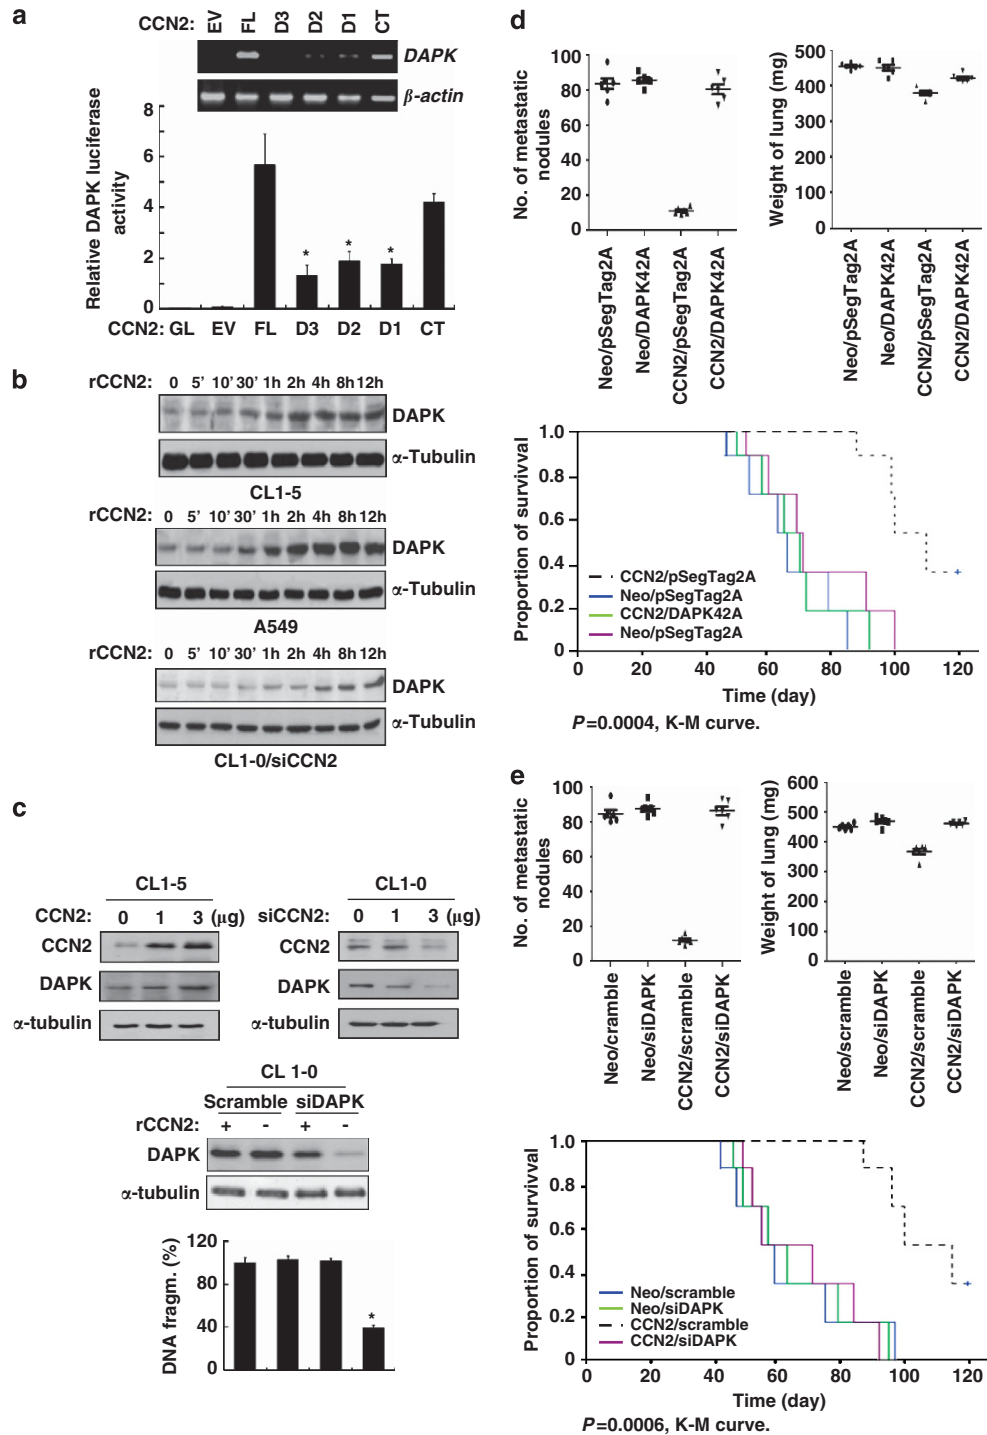 a
CCN2: EV FL D3 D2 D1 CT
DAPK
β-actin
Relative DAPK luciferase activity
8
6
4
2
0
* * *
CCN2: GL EV FL D3 D2 D1 CT
b
rCCN2: 0 5' 10' 30' 1h 2h 4h 8h 12h
DAPK
α-Tubulin
CL1-5
rCCN2: 0 5' 10' 30' 1h 2h 4h 8h 12h
DAPK
α-Tubulin
A549
rCCN2: 0 5' 10' 30' 1h 2h 4h 8h 12h
DAPK
α-Tubulin
CL1-0/siCCN2
c
CL1-5
CCN2: 0 1 3 (μg)
CCN2
DAPK
α-tubulin
CL1-0
siCCN2: 0 1 3 (μg)
CCN2
DAPK
α-tubulin
CL 1-0
Scramble siDAPK
rCCN2: + - + -
DAPK
α-tubulin
DNA fragm. (%)
120
80
40
0
*
d
No. of metastatic nodules
100
80
60
40
20
0
Neo/pSegTag2A
Neo/DAPK42A
CCN2/pSegTag2A
CCN2/DAPK42A
Weight of lung (mg)
500
400
300
200
100
0
Neo/pSegTag2A
Neo/DAPK42A
CCN2/pSegTag2A
CCN2/DAPK42A
Proportion of survivval
1.0
0.8
0.6
0.4
0.2
0
CCN2/pSegTag2A
Neo/pSegTag2A
CCN2/DAPK42A
Neo/pSegTag2A
0 20 40 60 80 100 120
Time (day)
P=0.0004, K-M curve.
e
No. of metastatic nodules
100
80
60
40
20
0
Neo/cramble
Neo/siDAPK
CCN2/scramble
CCN2/siDAPK
Weight of lung (mg)
600
500
400
300
200
100
0
Neo/scramble
Neo/siDAPK
CCN2/scramble
CCN2/siDAPK
Proportion of survivval
1.0
0.8
0.6
0.4
0.2
0
Neo/scramble
Neo/siDAPK
CCN2/scramble
CCN2/siDAPK
0 20 40 60 80 100 120
Time (day)
P=0.0006, K-M curve.